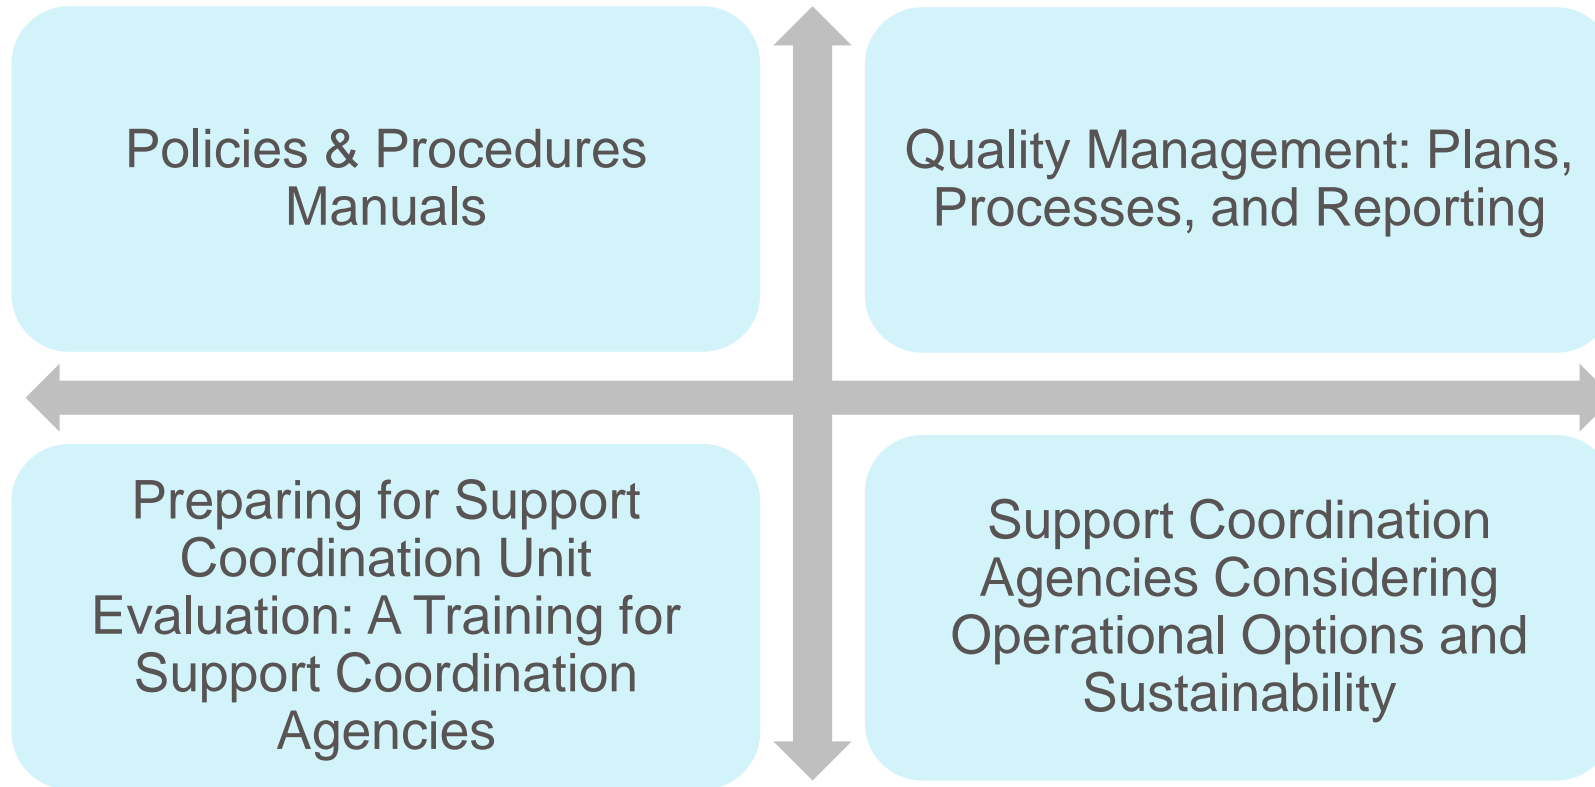 Policies & Procedures
Manuals
Quality Management: Plans,
Processes, and Reporting
Preparing for Support
Coordination Unit
Evaluation: A Training for
Support Coordination
Agencies
Support Coordination
Agencies Considering
Operational Options and
Sustainability